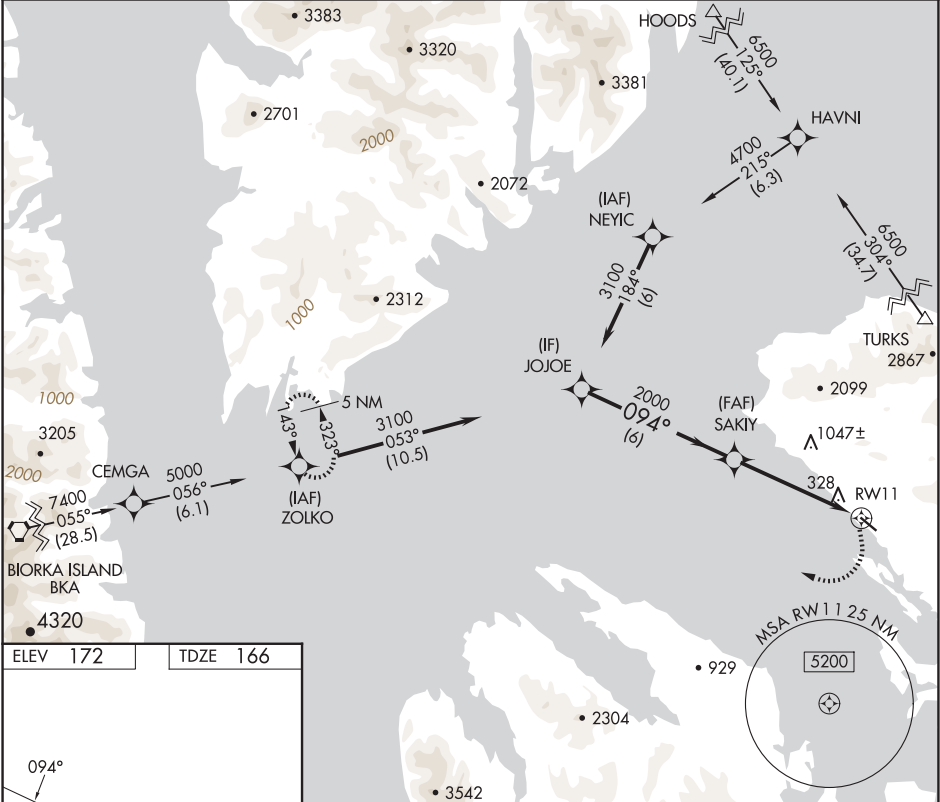 3383
HOODS
3320
6500
125°
(40.1)
3381
2701
HAVNI
2000
4700
215°
(6.3)
2072
(IAF)
NEYIC
6500
304°
(34.7)
3100
184°
(6)
2312
1000
TURKS
2867
(IF)
JOJOE
2099
1000
5 NM
2000
094°
(6)
(FAF)
SAKIY
143°
323°
3100
053°
(10.5)
1047±
3205
CEMGA
5000
056°
(6.1)
2000
328
RW11
(IAF)
ZOLKO
7400
055°
(28.5)
BIORKA ISLAND
BKA
4320
MSA RW11 25 NM
ELEV 172
TDZE 166
5200
929
2304
094°
3542